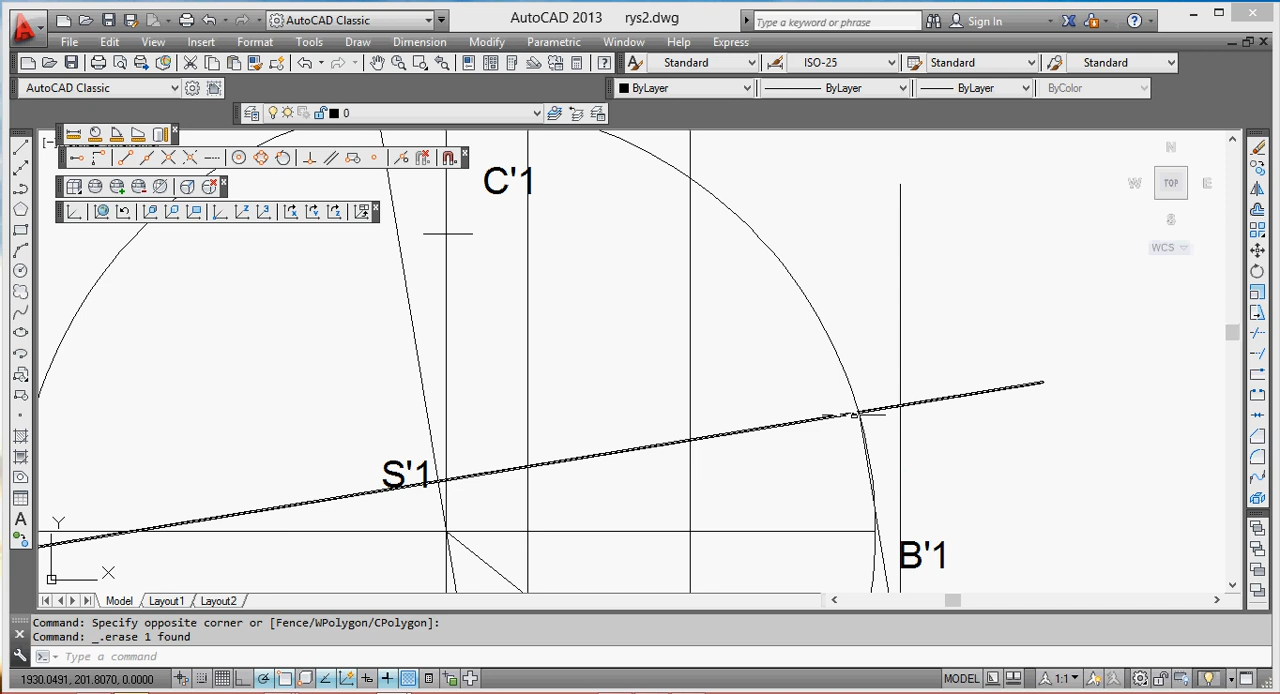 AutoCAD Classic AutoCAD 2013 rys2.dwg Type a keyword or phrase Sign In
File Edit View Insert Format Tools Draw Dimension Modify Parametric Window Help Express
Standard ISO-25 Standard Standard
AutoCAD Classic ByLayer ByLayer ByLayer ByColor
0
[–]
N
C'1
W TOP E
S
WCS
S'1
Y
B'1
X
Model Layout1 Layout2
Command: Specify opposite corner or [Fence/WPolygon/CPolygon]:
Command: _.erase 1 found
Type a command
1930.0491, 201.8070, 0.0000 MODEL 1:1